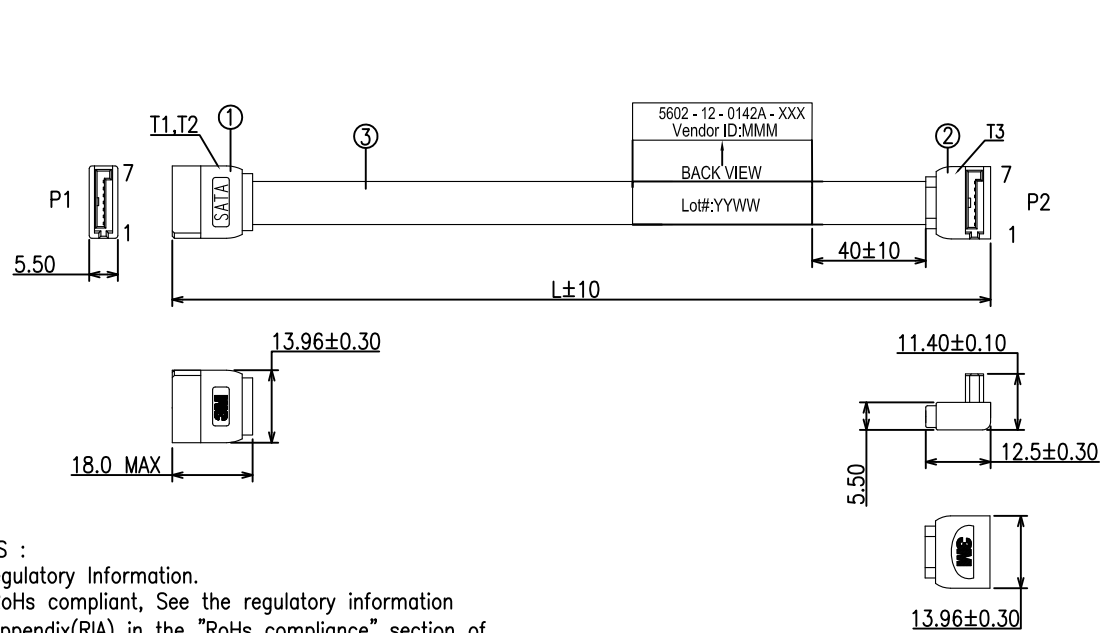 5602 - 12 - 0142A - XXX
Vendor ID:MMM
BACK VIEW
Lot#:YYWW
T1,T2
1
3
2
T3
SATA
P1
7
1
7
1
P2
5.50
40±10
L±10
13.96±0.30
18.0 MAX
3M
11.40±0.10
5.50
12.5±0.30
3M
13.96±0.30
S :
gulatory Information.
oHs compliant, See the regulatory information
ppendix(RIA) in the "RoHs compliance" section of